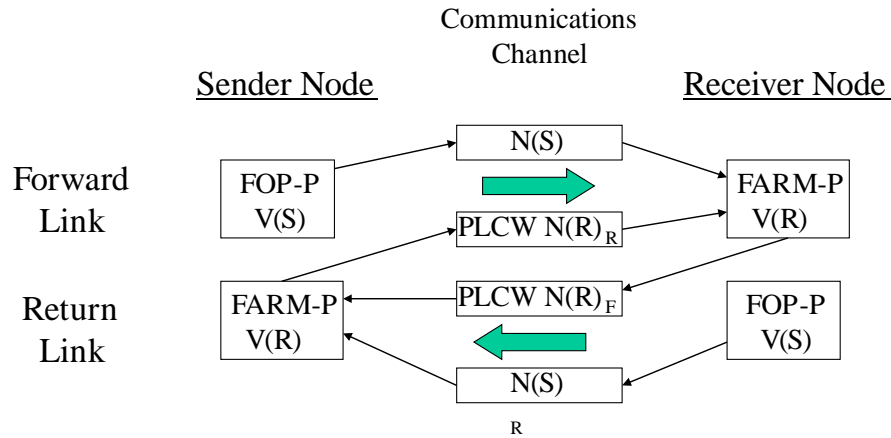 Communications
Channel
Sender Node
Receiver Node
Forward
Link
FOP-P
V(S)
N(S)
PLCW N(R)R
FARM-P
V(R)
Return
Link
FARM-P
V(R)
PLCW N(R)F
N(S)
FOP-P
V(S)
R